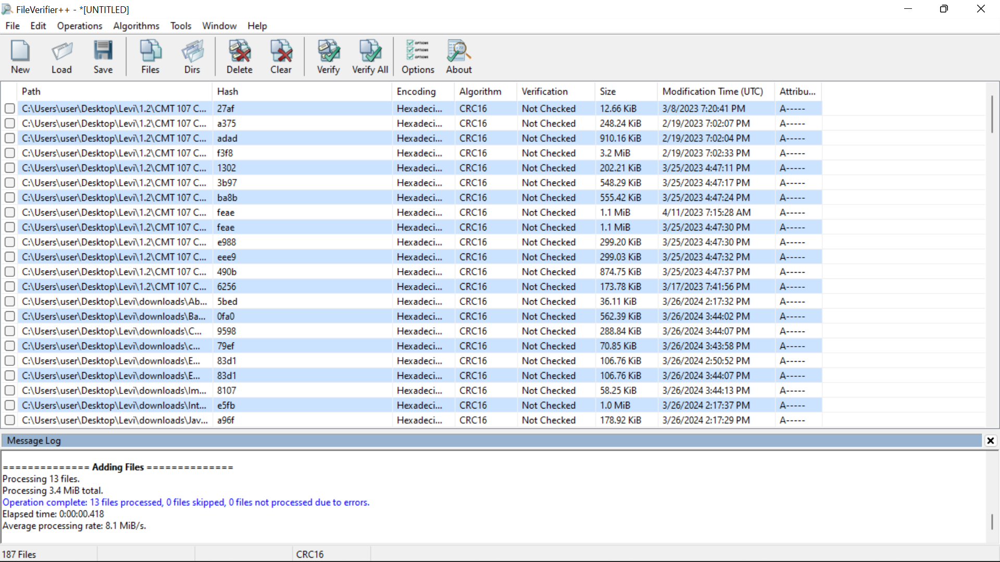 FileVerifier++ - *[UNTITLED]
File Edit Operations Algorithms Tools Window Help
New Load Save Files Dirs Delete Clear Verify Verify All Options About
Path Hash Encoding Algorithm Verification Size Modification Time (UTC) Attribu...
C:\Users\user\Desktop\Levi\1.2\CMT 107 C... 27af Hexadeci... CRC16 Not Checked 12.66 KiB 3/8/2023 7:20:41 PM A-----
C:\Users\user\Desktop\Levi\1.2\CMT 107 C... a375 Hexadeci... CRC16 Not Checked 248.24 KiB 2/19/2023 7:02:07 PM A-----
C:\Users\user\Desktop\Levi\1.2\CMT 107 C... adad Hexadeci... CRC16 Not Checked 910.16 KiB 2/19/2023 7:02:04 PM A-----
C:\Users\user\Desktop\Levi\1.2\CMT 107 C... f3f8 Hexadeci... CRC16 Not Checked 3.2 MiB 2/19/2023 7:02:33 PM A-----
C:\Users\user\Desktop\Levi\1.2\CMT 107 C... 1302 Hexadeci... CRC16 Not Checked 202.21 KiB 3/25/2023 4:47:11 PM A-----
C:\Users\user\Desktop\Levi\1.2\CMT 107 C... 3b97 Hexadeci... CRC16 Not Checked 548.29 KiB 3/25/2023 4:47:17 PM A-----
C:\Users\user\Desktop\Levi\1.2\CMT 107 C... ba8b Hexadeci... CRC16 Not Checked 555.42 KiB 3/25/2023 4:47:24 PM A-----
C:\Users\user\Desktop\Levi\1.2\CMT 107 C... feae Hexadeci... CRC16 Not Checked 1.1 MiB 4/11/2023 7:15:28 AM A-----
C:\Users\user\Desktop\Levi\1.2\CMT 107 C... feae Hexadeci... CRC16 Not Checked 1.1 MiB 3/25/2023 4:47:30 PM A-----
C:\Users\user\Desktop\Levi\1.2\CMT 107 C... e988 Hexadeci... CRC16 Not Checked 299.20 KiB 3/25/2023 4:47:30 PM A-----
C:\Users\user\Desktop\Levi\1.2\CMT 107 C... eee9 Hexadeci... CRC16 Not Checked 299.03 KiB 3/25/2023 4:47:32 PM A-----
C:\Users\user\Desktop\Levi\1.2\CMT 107 C... 490b Hexadeci... CRC16 Not Checked 874.75 KiB 3/25/2023 4:47:37 PM A-----
C:\Users\user\Desktop\Levi\1.2\CMT 107 C... 6256 Hexadeci... CRC16 Not Checked 173.78 KiB 3/17/2023 7:41:56 PM A-----
C:\Users\user\Desktop\Levi\downloads\Ab... 5bed Hexadeci... CRC16 Not Checked 36.11 KiB 3/26/2024 2:17:32 PM A-----
C:\Users\user\Desktop\Levi\downloads\Ba... 0fa0 Hexadeci... CRC16 Not Checked 562.39 KiB 3/26/2024 3:44:02 PM A-----
C:\Users\user\Desktop\Levi\downloads\C... 9598 Hexadeci... CRC16 Not Checked 288.84 KiB 3/26/2024 3:44:07 PM A-----
C:\Users\user\Desktop\Levi\downloads\c... 79ef Hexadeci... CRC16 Not Checked 70.85 KiB 3/26/2024 3:43:58 PM A-----
C:\Users\user\Desktop\Levi\downloads\E... 83d1 Hexadeci... CRC16 Not Checked 106.76 KiB 3/26/2024 2:50:52 PM A-----
C:\Users\user\Desktop\Levi\downloads\E... 83d1 Hexadeci... CRC16 Not Checked 106.76 KiB 3/26/2024 3:44:07 PM A-----
C:\Users\user\Desktop\Levi\downloads\Im... 8107 Hexadeci... CRC16 Not Checked 58.25 KiB 3/26/2024 3:44:13 PM A-----
C:\Users\user\Desktop\Levi\downloads\Int... e5fb Hexadeci... CRC16 Not Checked 1.0 MiB 3/26/2024 2:17:37 PM A-----
C:\Users\user\Desktop\Levi\downloads\Jav... a96f Hexadeci... CRC16 Not Checked 178.92 KiB 3/26/2024 2:17:29 PM A-----
Message Log
============== Adding Files ==============
Processing 13 files.
Processing 3.4 MiB total.
Operation complete: 13 files processed, 0 files skipped, 0 files not processed due to errors.
Elapsed time: 0:00:00.418
Average processing rate: 8.1 MiB/s.
187 Files CRC16